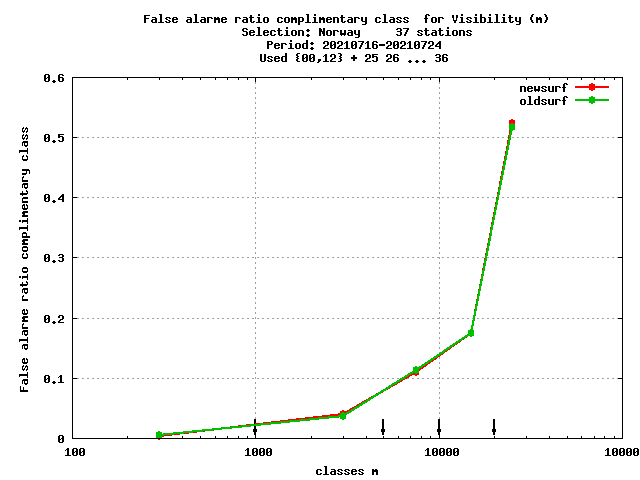 False alarme ratio complimentary class  for Visibility (m)
Selection: Norway     37 stations
Period: 20210716-20210724
Used {00,12} + 25 26 ... 36
newsurf
oldsurf
0.6
0.5
0.4
0.3
0.2
0.1
0
False alarme ratio complimentary class
100
1000
10000
10000
classes m